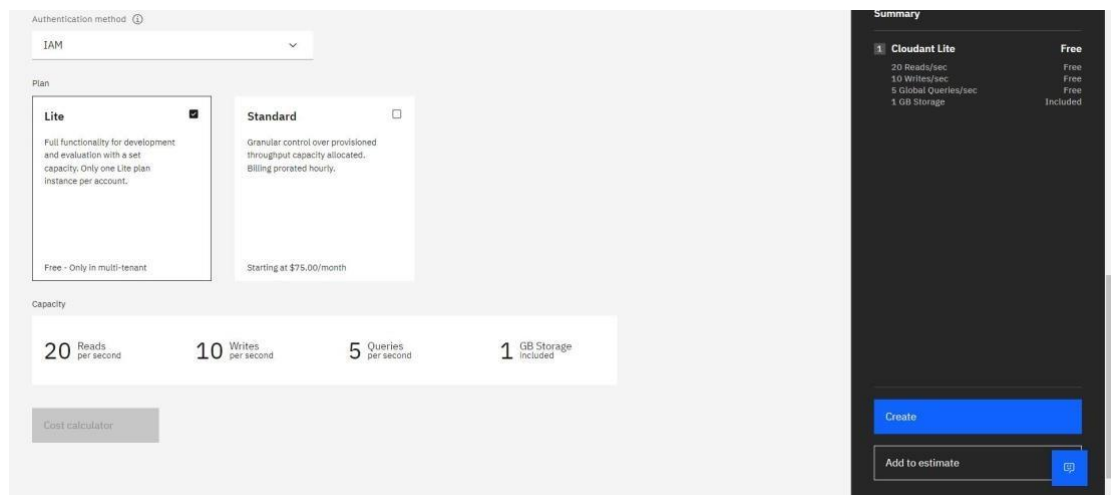 Authentication method
IAM
Plan
Lite
Full functionality for development
and evaluation with a set
capacity. Only one Lite plan
instance per account.
Free - Only in multi-tenant
Standard
Granular control over provisioned
throughput capacity allocated.
Billing prorated hourly.
Starting at $75.00/month
Capacity
20 Reads per second
10 Writes per second
5 Queries per second
1 GB Storage Included
Cost calculator
Summary
1 Cloudant Lite Free
20 Reads/sec Free
10 Writes/sec Free
5 Global Queries/sec Free
1 GB Storage Included
Create
Add to estimate